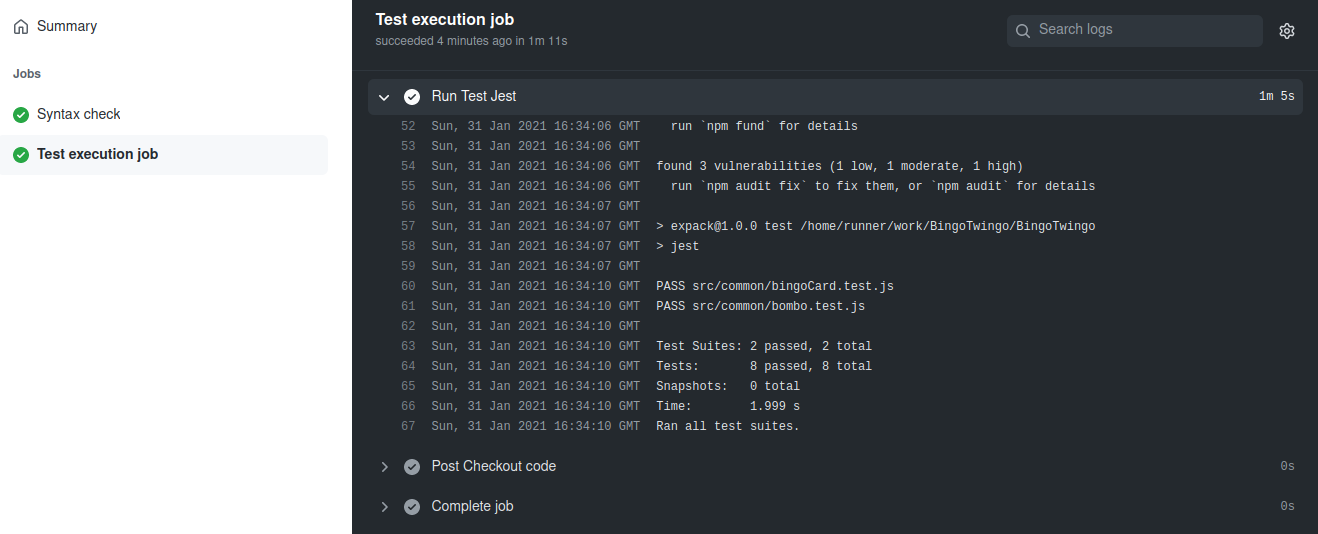 Summary
Jobs
Syntax check
Test execution job
Test execution job
succeeded 4 minutes ago in 1m 11s
Search logs
Run Test Jest 1m 5s
52 Sun, 31 Jan 2021 16:34:06 GMT run `npm fund` for details
53 Sun, 31 Jan 2021 16:34:06 GMT
54 Sun, 31 Jan 2021 16:34:06 GMT found 3 vulnerabilities (1 low, 1 moderate, 1 high)
55 Sun, 31 Jan 2021 16:34:06 GMT run `npm audit fix` to fix them, or `npm audit` for details
56 Sun, 31 Jan 2021 16:34:07 GMT
57 Sun, 31 Jan 2021 16:34:07 GMT > expack@1.0.0 test /home/runner/work/BingoTwingo/BingoTwingo
58 Sun, 31 Jan 2021 16:34:07 GMT > jest
59 Sun, 31 Jan 2021 16:34:07 GMT
60 Sun, 31 Jan 2021 16:34:10 GMT PASS src/common/bingoCard.test.js
61 Sun, 31 Jan 2021 16:34:10 GMT PASS src/common/bombo.test.js
62 Sun, 31 Jan 2021 16:34:10 GMT
63 Sun, 31 Jan 2021 16:34:10 GMT Test Suites: 2 passed, 2 total
64 Sun, 31 Jan 2021 16:34:10 GMT Tests: 8 passed, 8 total
65 Sun, 31 Jan 2021 16:34:10 GMT Snapshots: 0 total
66 Sun, 31 Jan 2021 16:34:10 GMT Time: 1.999 s
67 Sun, 31 Jan 2021 16:34:10 GMT Ran all test suites.
Post Checkout code 0s
Complete job 0s